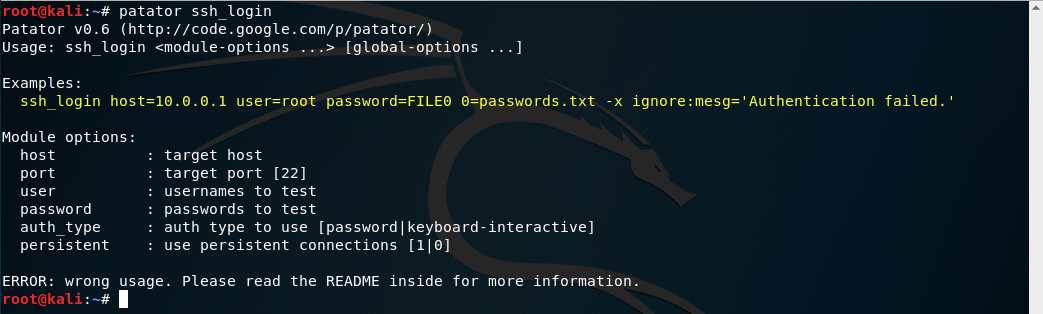 root@kali:~# patator ssh_login
Patator v0.6 (http://code.google.com/p/patator/)
Usage: ssh_login <module-options ...> [global-options ...]
Examples:
  ssh_login host=10.0.0.1 user=root password=FILE0 0=passwords.txt -x ignore:mesg='Authentication failed.'
Module options:
  host          : target host
  port          : target port [22]
  user          : usernames to test
  password      : passwords to test
  auth_type     : auth type to use [password|keyboard-interactive]
  persistent    : use persistent connections [1|0]
ERROR: wrong usage. Please read the README inside for more information.
root@kali:~#